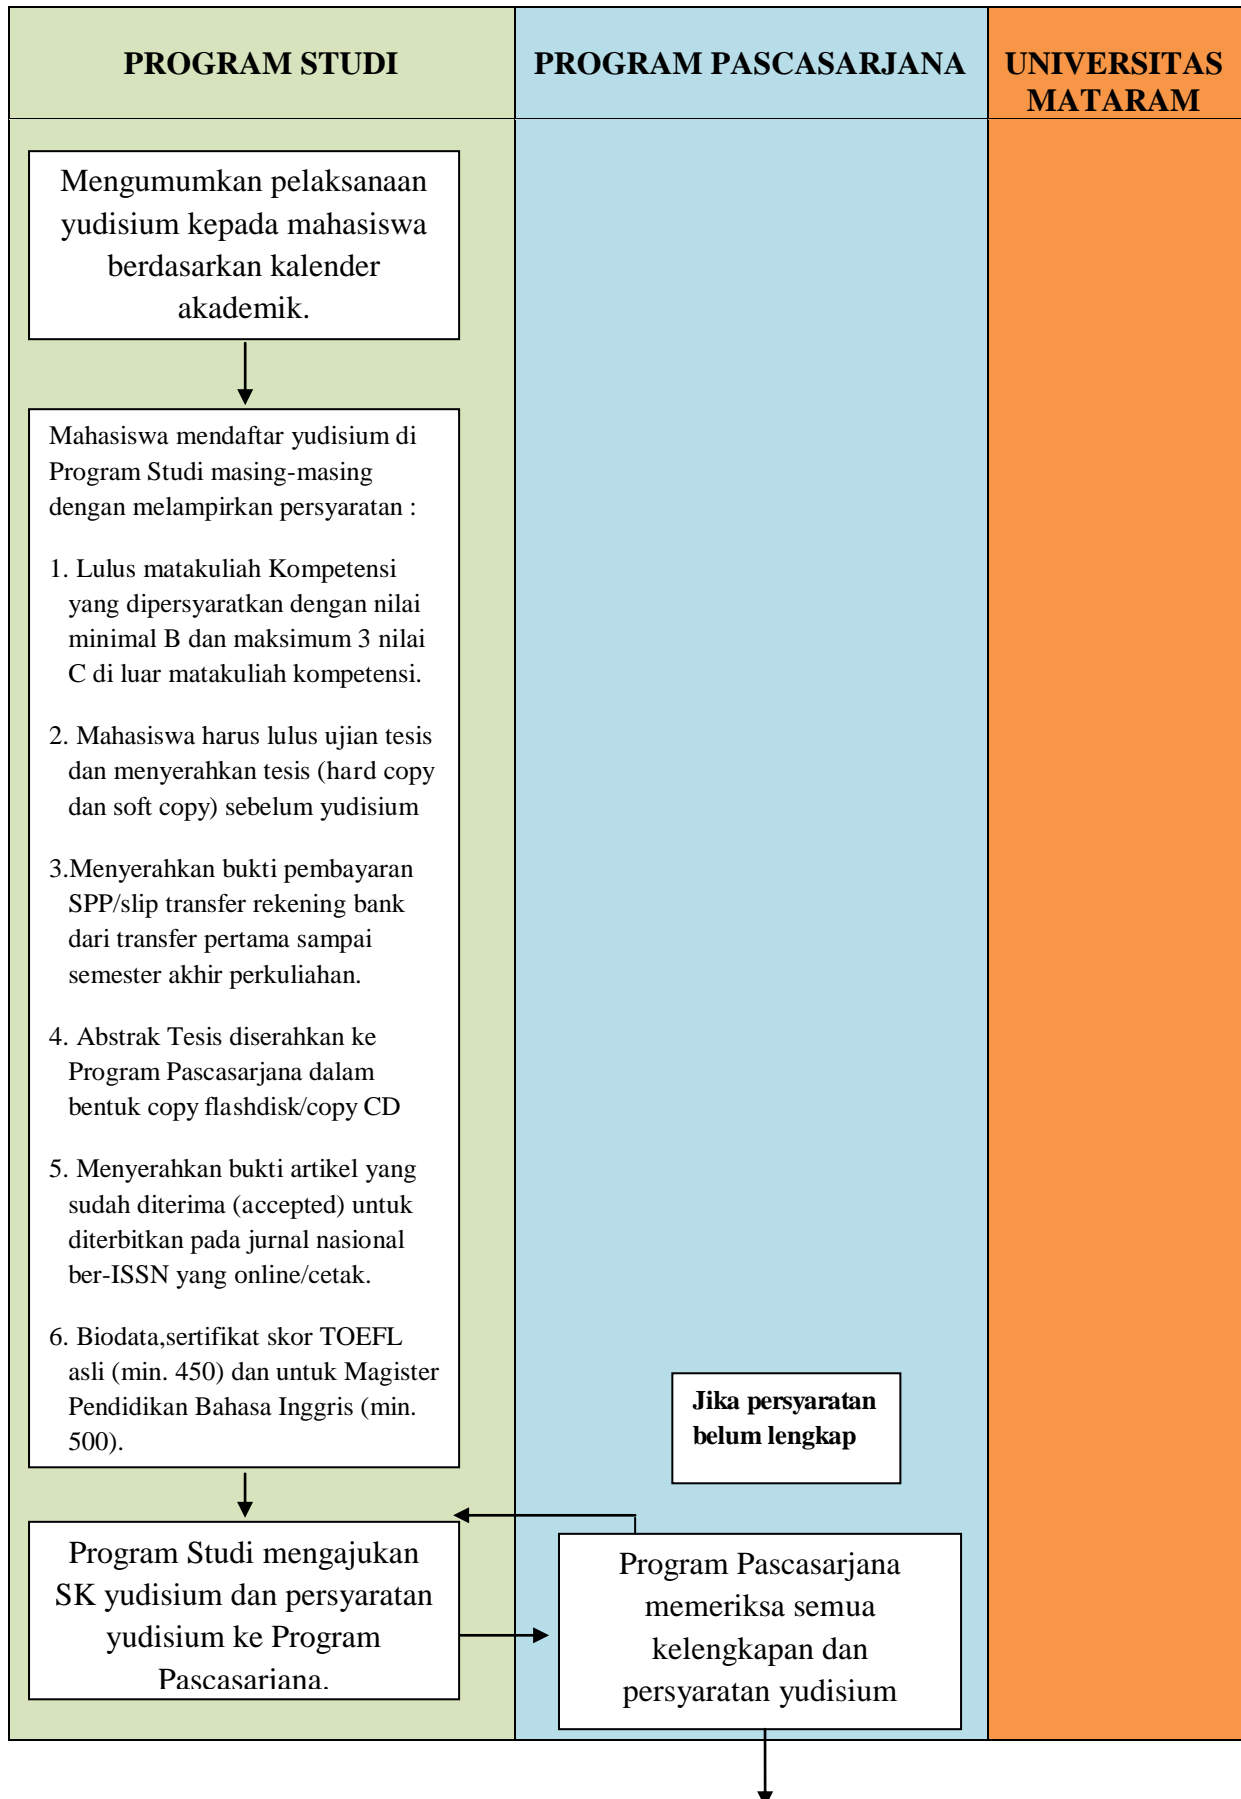 PROGRAM STUDI
PROGRAM PASCASARJANA
UNIVERSITAS
MATARAM
Mengumumkan pelaksanaan
yudisium kepada mahasiswa
berdasarkan kalender
akademik.
Mahasiswa mendaftar yudisium di
Program Studi masing-masing
dengan melampirkan persyaratan :
1. Lulus matakuliah Kompetensi
yang dipersyaratkan dengan nilai
minimal B dan maksimum 3 nilai
C di luar matakuliah kompetensi.
2. Mahasiswa harus lulus ujian tesis
dan menyerahkan tesis (hard copy
dan soft copy) sebelum yudisium
3.Menyerahkan bukti pembayaran
SPP/slip transfer rekening bank
dari transfer pertama sampai
semester akhir perkuliahan.
4. Abstrak Tesis diserahkan ke
Program Pascasarjana dalam
bentuk copy flashdisk/copy CD
5. Menyerahkan bukti artikel yang
sudah diterima (accepted) untuk
diterbitkan pada jurnal nasional
ber-ISSN yang online/cetak.
6. Biodata,sertifikat skor TOEFL
asli (min. 450) dan untuk Magister
Pendidikan Bahasa Inggris (min.
500).
Jika persyaratan
belum lengkap
Program Studi mengajukan
SK yudisium dan persyaratan
yudisium ke Program
Pascasarjana.
Program Pascasarjana
memeriksa semua
kelengkapan dan
persyaratan yudisium